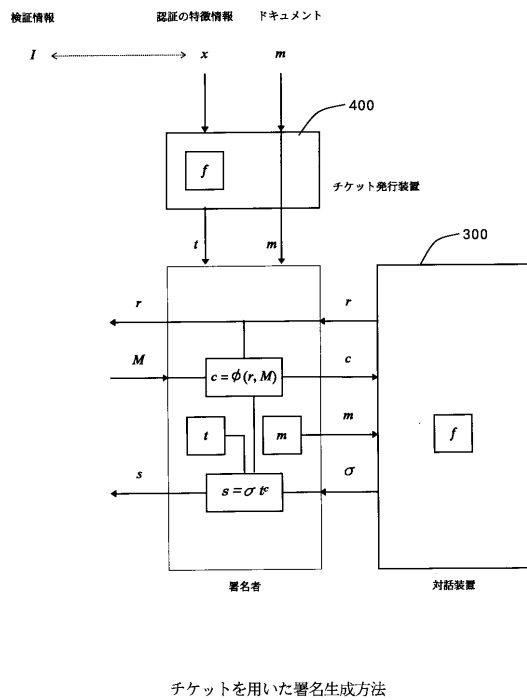 検証情報 認証の特徴情報 ドキュメント
I x m
400
f
チケット発行装置
t m
300
r r
M c = ϕ(r, M) c
t m m
f
s s = σ t^c σ
署名者 対話装置
チケットを用いた署名生成方法